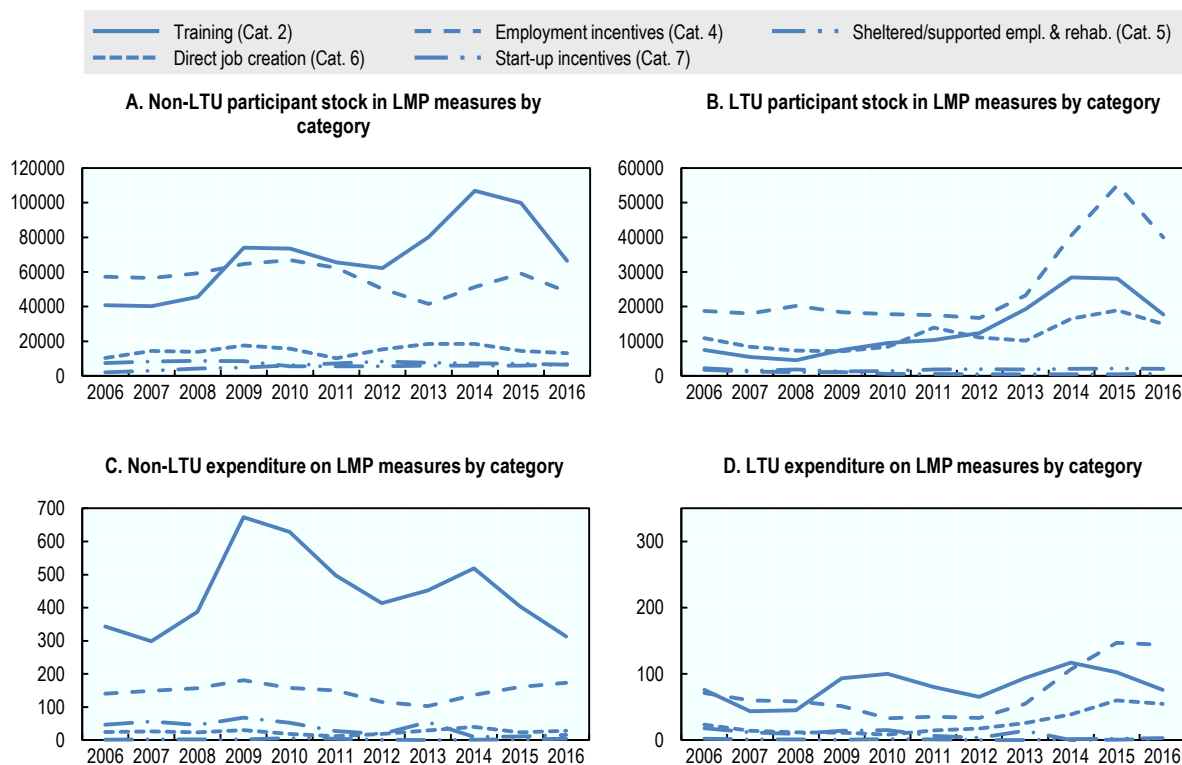 Training (Cat. 2)
Employment incentives (Cat. 4)
Sheltered/supported empl. & rehab. (Cat. 5)
Direct job creation (Cat. 6)
Start-up incentives (Cat. 7)
A. Non-LTU participant stock in LMP measures by
category
120000
100000
80000
60000
40000
20000
0
2006 2007 2008 2009 2010 2011 2012 2013 2014 2015 2016
B. LTU participant stock in LMP measures by category
60000
50000
40000
30000
20000
10000
0
2006 2007 2008 2009 2010 2011 2012 2013 2014 2015 2016
C. Non-LTU expenditure on LMP measures by category
700
600
500
400
300
200
100
0
2006 2007 2008 2009 2010 2011 2012 2013 2014 2015 2016
D. LTU expenditure on LMP measures by category
300
200
100
0
2006 2007 2008 2009 2010 2011 2012 2013 2014 2015 2016